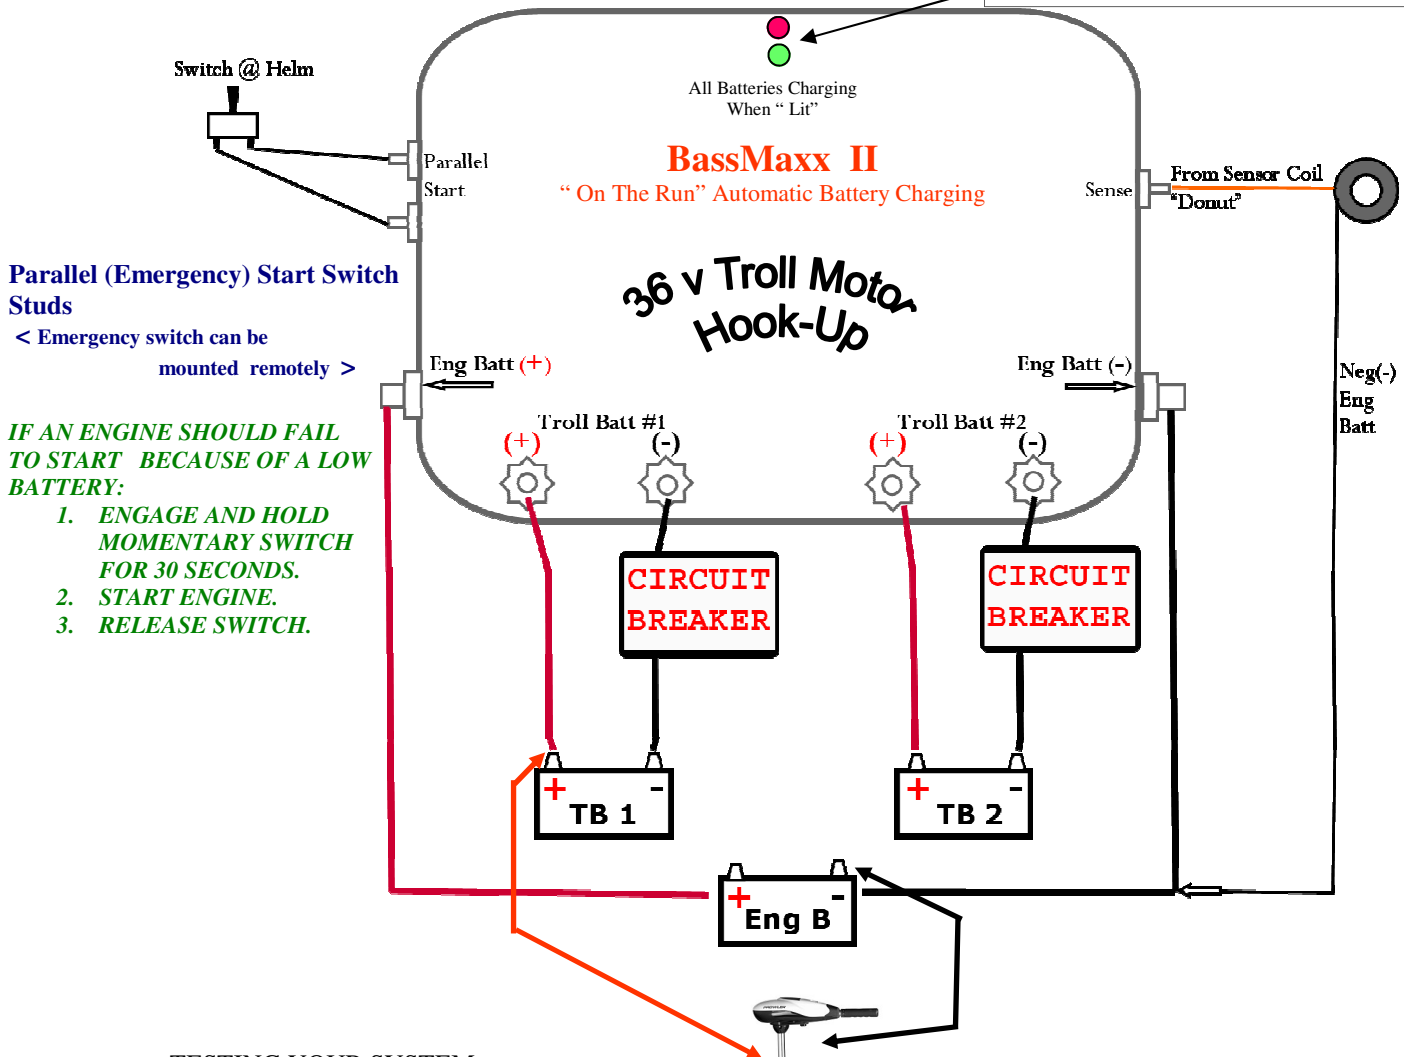 Switch @ Helm
All Batteries Charging
When “ Lit”
BassMaxx II
“ On The Run” Automatic Battery Charging
Parallel
Start
Sense
From Sensor Coil
"Donut"
36 v Troll Motor
Hook-Up
Parallel (Emergency) Start Switch
Studs
< Emergency switch can be
mounted remotely >
Eng Batt (+)
Eng Batt (-)
Neg(-)
Eng
Batt
Troll Batt #1
(+) (-)
Troll Batt #2
(+) (-)
IF AN ENGINE SHOULD FAIL
TO START BECAUSE OF A LOW
BATTERY:
1. ENGAGE AND HOLD
MOMENTARY SWITCH
FOR 30 SECONDS.
2. START ENGINE.
3. RELEASE SWITCH.
CIRCUIT
BREAKER
CIRCUIT
BREAKER
+ -
TB 1
+ -
TB 2
+ -
Eng B
TESTING YOUR SYSTEM